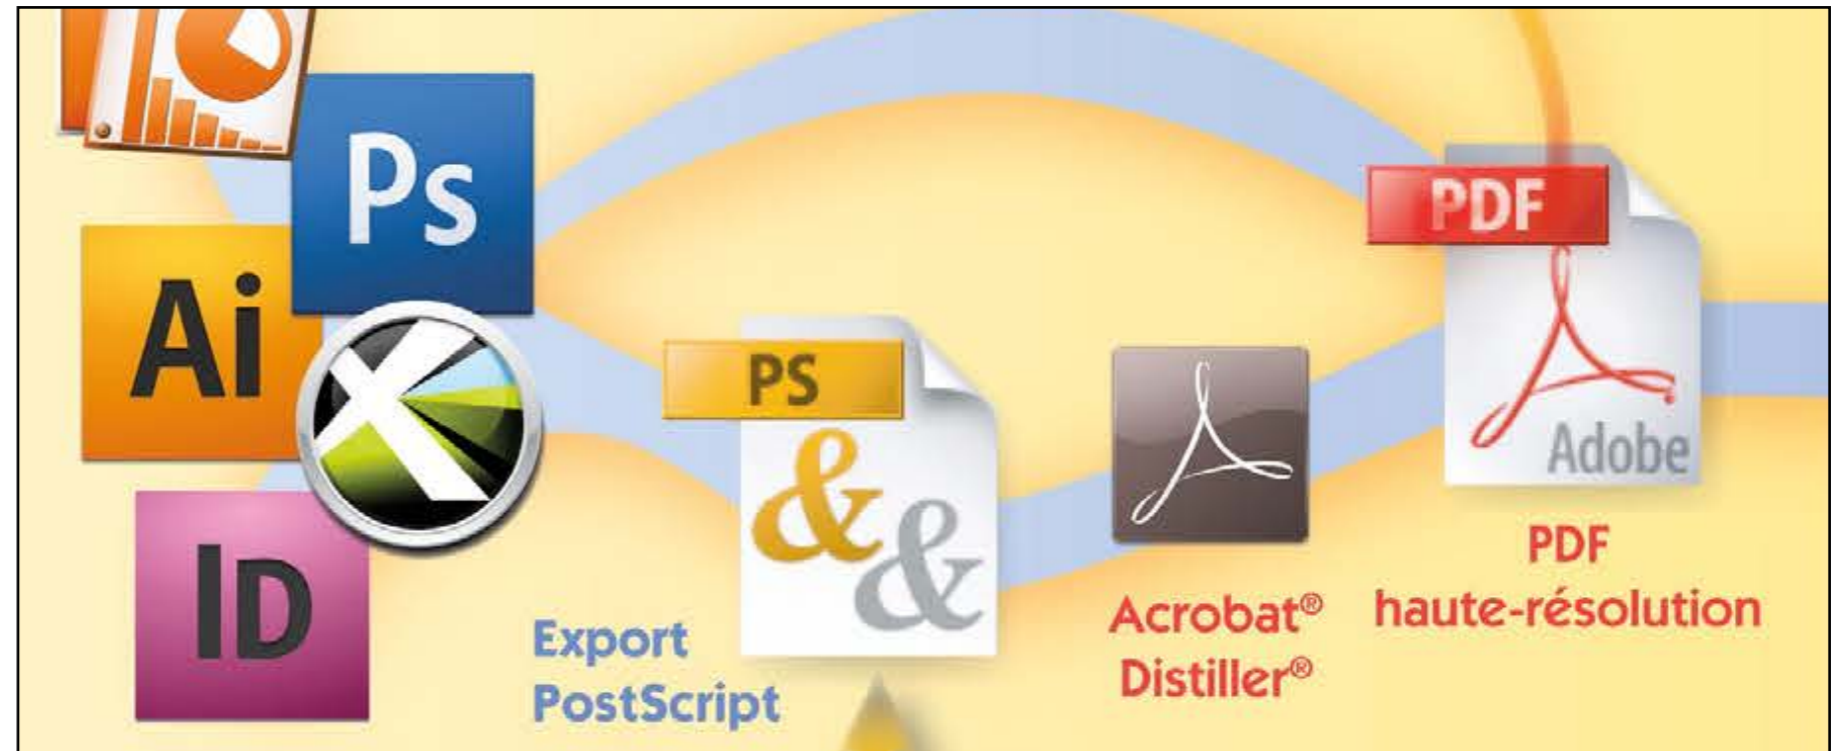 Ps
Ai
ID
PS
PDF
Adobe
Export
PostScript
Acrobat®
Distiller®
PDF
haute-résolution